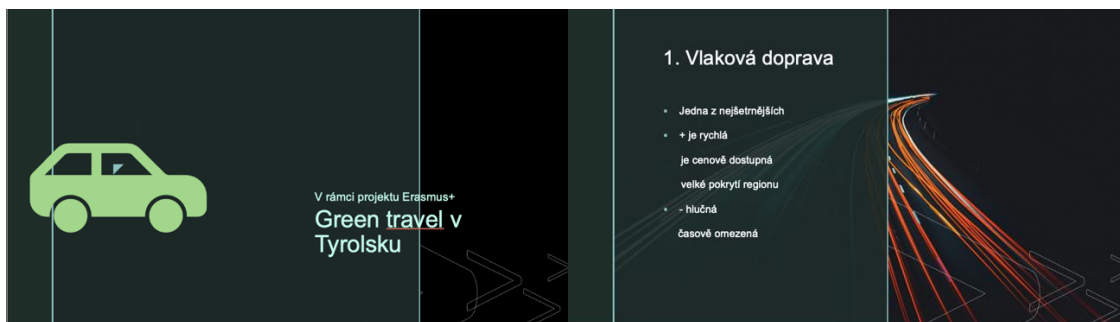 V rámci projektu Erasmus+
Green travel v
Tyrolsku
1. Vlaková doprava
Jedna z nejšetrnějších
+ je rychlá
je cenově dostupná
velké pokrytí regionu
- hlučná
časově omezená